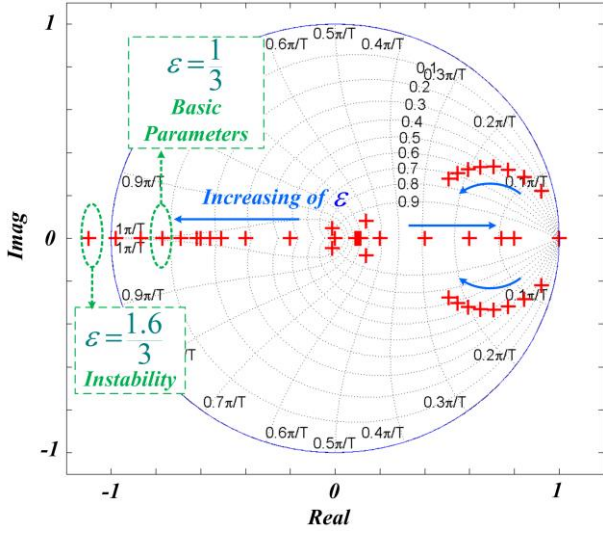 1
0.5π/T
0.6π/T
0.4π/T
0.1
0.3π/T
0.2
0.3
0.4
0.5
0.6
0.7
0.8
0.9
0.2π/T
0.1π/T
ε = 1/3
Basic
Parameters
0.9π/T
Increasing of ε
Imag
0
1π/T
1π/T
0.9π/T
0.1π/T
ε = 1.6/3
Instability
π/T
0.2π/T
0.7π/T
0.3π/T
0.6π/T
0.4π/T
0.5π/T
-1
-1
0
1
Real